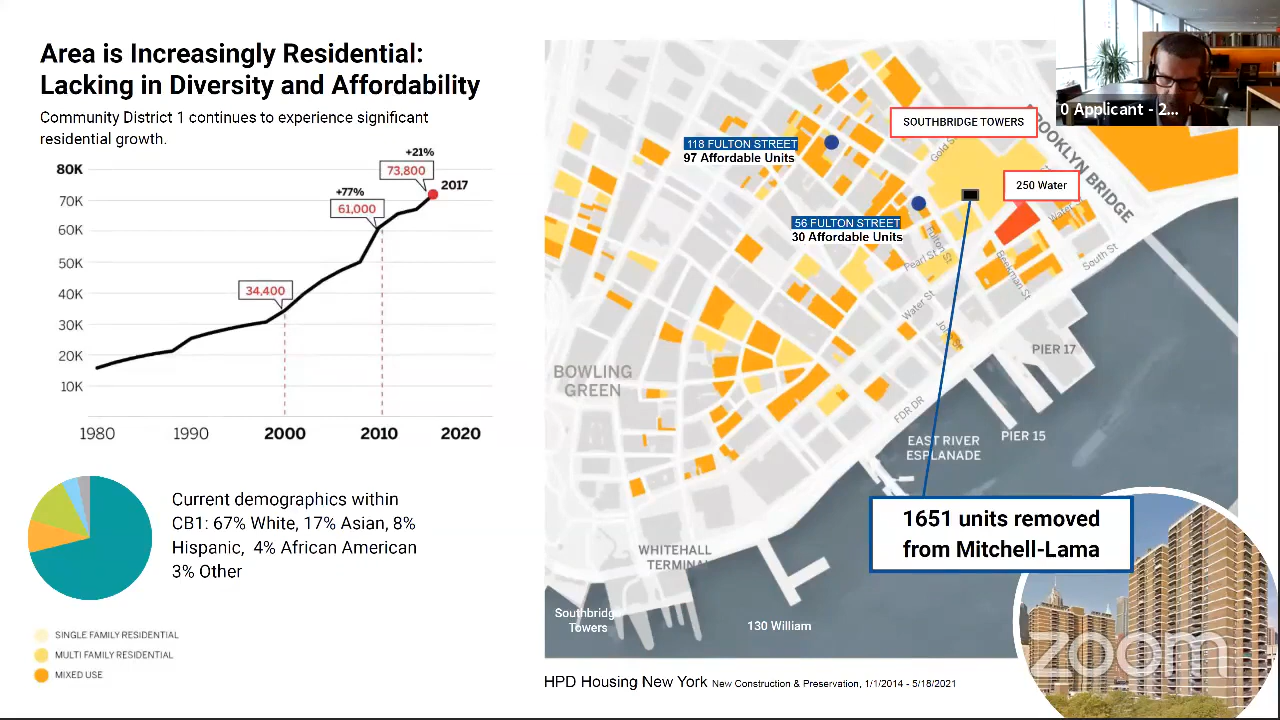 Area is Increasingly Residential:
Lacking in Diversity and Affordability
Community District 1 continues to experience significant
residential growth.
80K
70K
60K
50K
40K
30K
20K
10K
+21%
73,800
2017
+77%
61,000
34,400
1980
1990
2000
2010
2020
Current demographics within
CB1: 67% White, 17% Asian, 8%
Hispanic, 4% African American
3% Other
SINGLE FAMILY RESIDENTIAL
MULTI FAMILY RESIDENTIAL
MIXED USE
0 Applicant - 2...
SOUTHBRIDGE TOWERS
118 FULTON STREET
97 Affordable Units
Gold St
BROOKLYN BRIDGE
250 Water
Water St
56 FULTON STREET
30 Affordable Units
Fulton St
Pearl St
South St
Beekman St
Water St
John St
PIER 17
BOWLING
GREEN
FDR DR
EAST RIVER
ESPLANADE
PIER 15
1651 units removed
from Mitchell-Lama
WHITEHALL
TERMINAL
Southbridge
Towers
130 William
zoom
HPD Housing New York New Construction & Preservation, 1/1/2014 - 5/18/2021